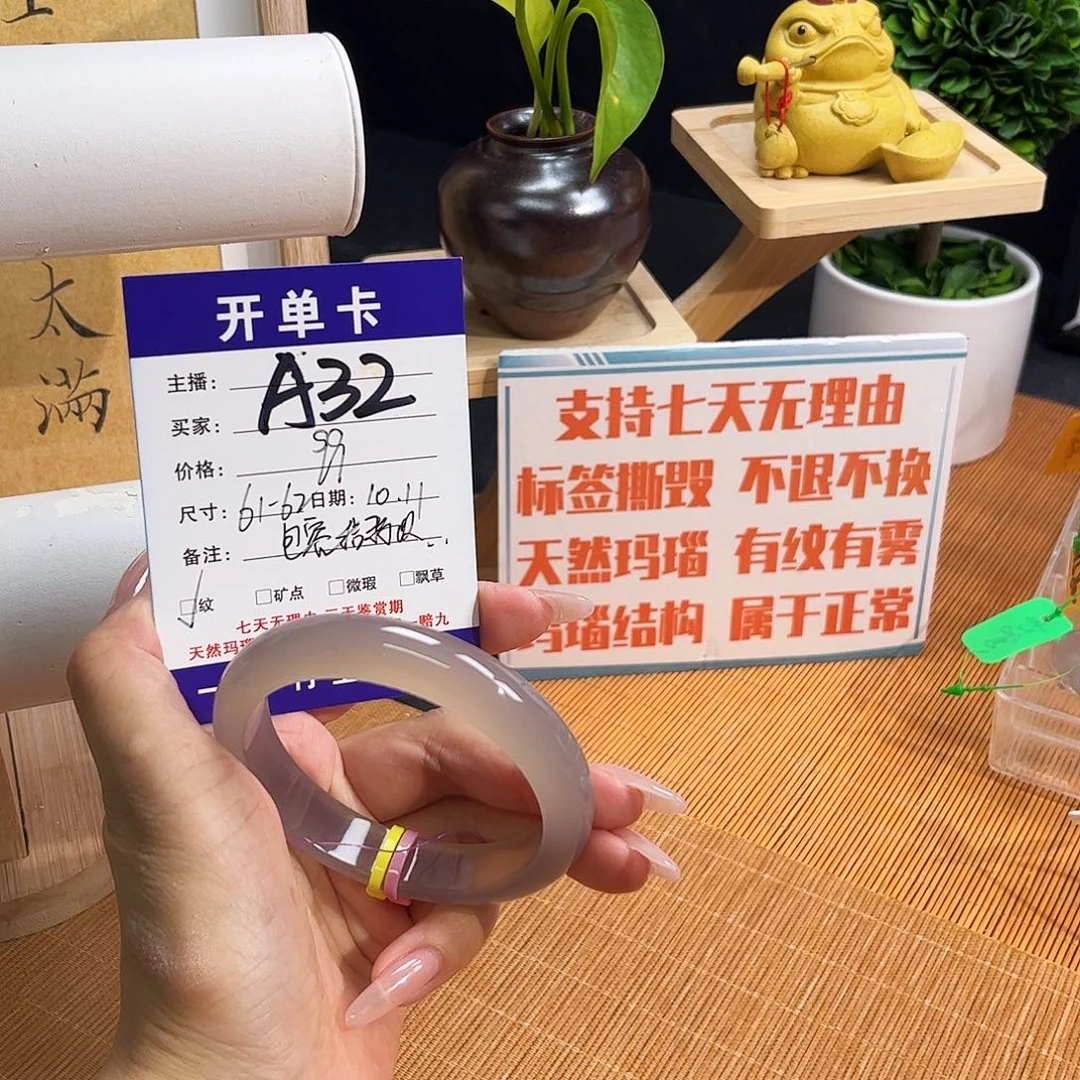 太
满
开单卡
主播：
A32
买家：
价格：99
尺寸：61-62 日期：10.11
备注：
□纹 □矿点 □微瑕 □飘草
七天无理由
天然玛瑙
支持七天无理由
标签撕毁 不退不换
天然玛瑙 有纹有雾
玛瑙结构 属于正常